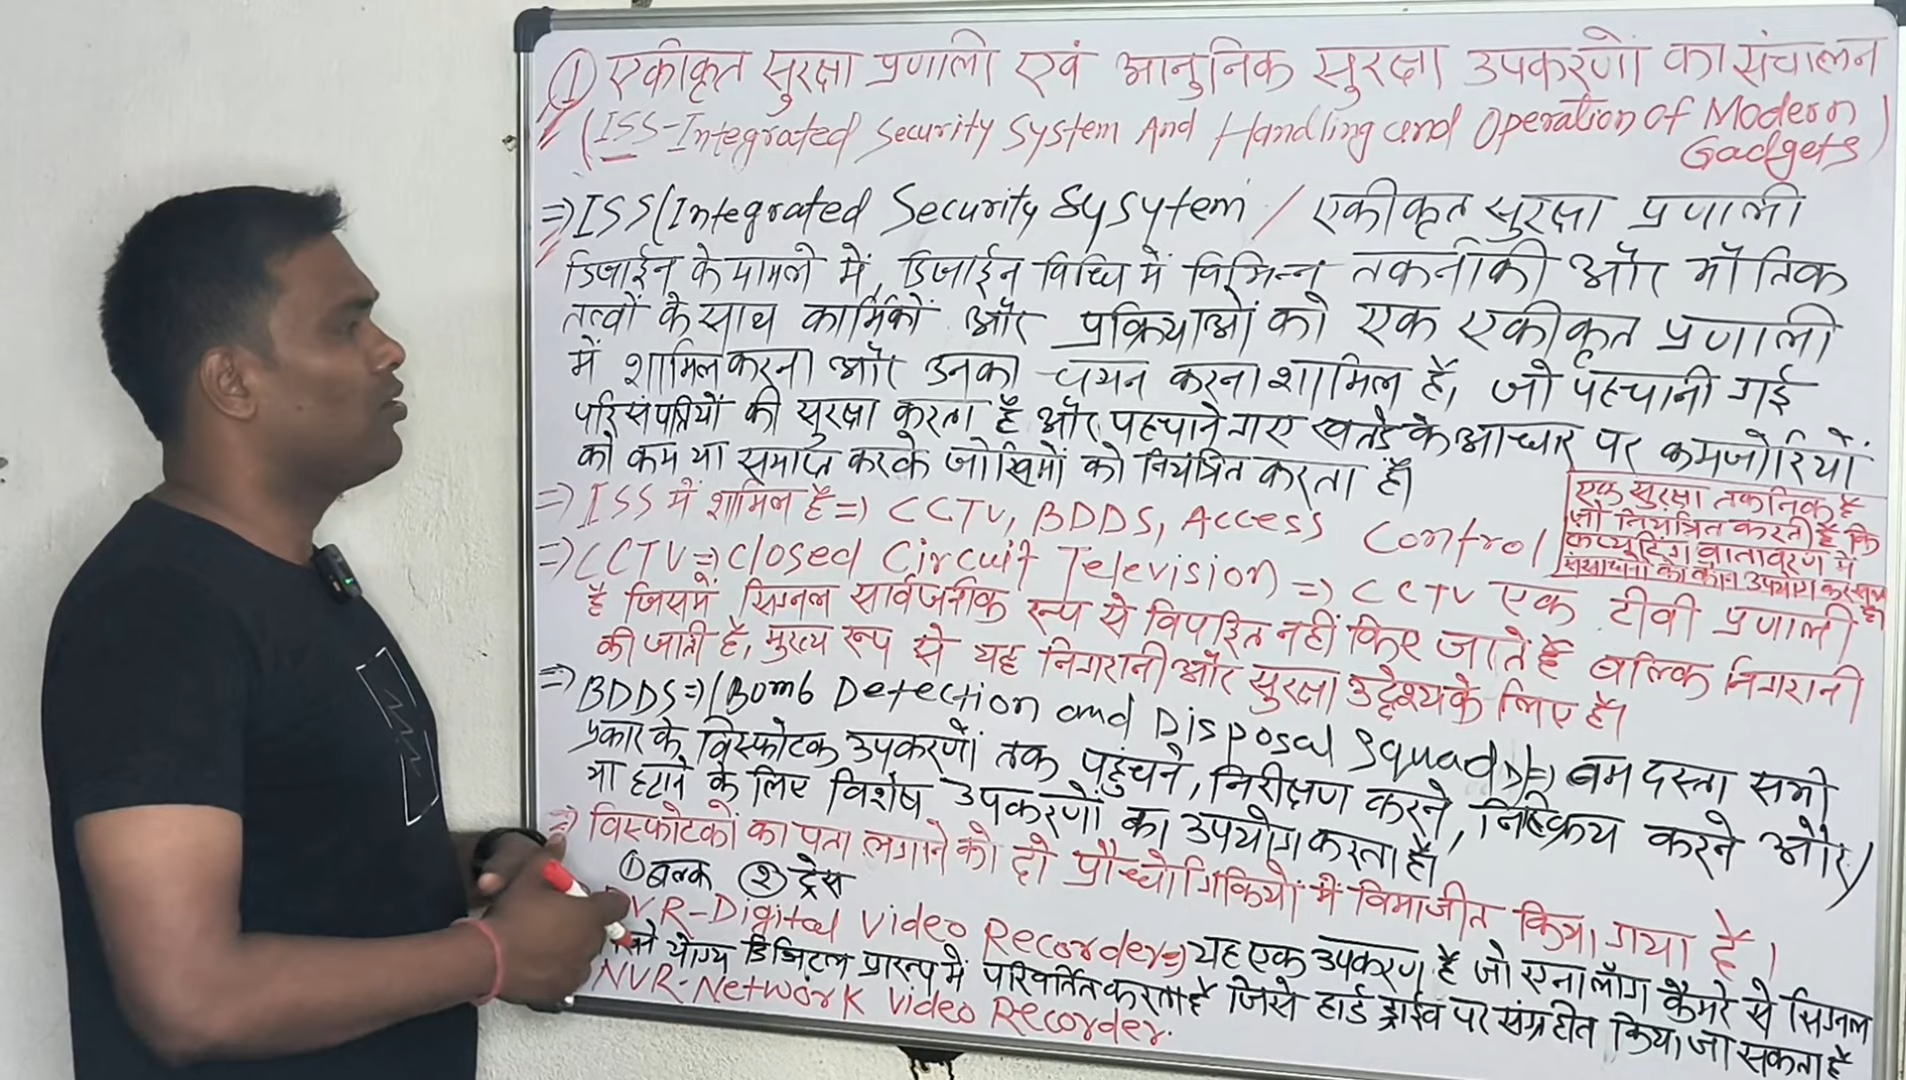 ① एकीकृत सुरक्षा प्रणाली एवं आनुनिक सुरक्षा उपकरणों का संचालन
(ISS-Integrated Security System And Handling and Operation Of Modern
Gadgets)
⇒ ISS(Integrated Security SySytem / एकीकृत सुरक्षा प्रणाली
डिजाईन के मामले में, डिजाईन विधि में विभिन्न तकनीकी और भौतिक
तत्वों के साथ कार्मिकों और प्रक्रियाओं को एक एकीकृत प्रणाली
में शामिल करना और उनका चयन करना शामिल है, जो पहचानी गई
परिसंपत्तियों की सुरक्षा करता है और पहचाने गए खतरे के आधार पर कमजोरियों
को कम या समाप्त करके जोखिमों को नियंत्रित करता है।
⇒ ISS में शामिल है ⇒ CCTV, BDDS, Access Control
एक सुरक्षा तकनिक है
जो नियंत्रित करती है कि
कंप्यूटिंग वातावरण में
संसाधनों का कौन उपयोग कर सकता
है।
⇒ CCTV ⇒ Closed Circuit Television) ⇒ CCTV एक टीवी प्रणाली
है जिसमें सिग्नल सार्वजनीक रूप से वितरित नहीं किए जाते हैं बल्कि निगरानी
की जाती है, मुख्य रूप से यह निगरानी और सुरक्षा उद्देश्य के लिए है।
⇒ BDDS ⇒ (Bomb Detection and Disposal Squad) ⇒ बम दस्ता सभी
प्रकार के विस्फोटक उपकरणों तक पहुंचने, निरीक्षण करने, निष्क्रिय करने और
या हटाने के लिए विशेष उपकरणों का उपयोग करता है।
⇒ विस्फोटकों का पता लगाने को दो प्रौध्योगिकियों में विभाजीत किया गया है।
① बल्क ② ट्रेस
VR-Digital Video Recorder ⇒ यह एक उपकरण है जो एनालॉग कैमरे से सिग्नल
योग्य डिजिटल प्रारूप में परिवर्तित करता है जिसे हार्ड ड्राईव पर संग्रहीत किया जा सकता है
NVR-Network Video Recorder.